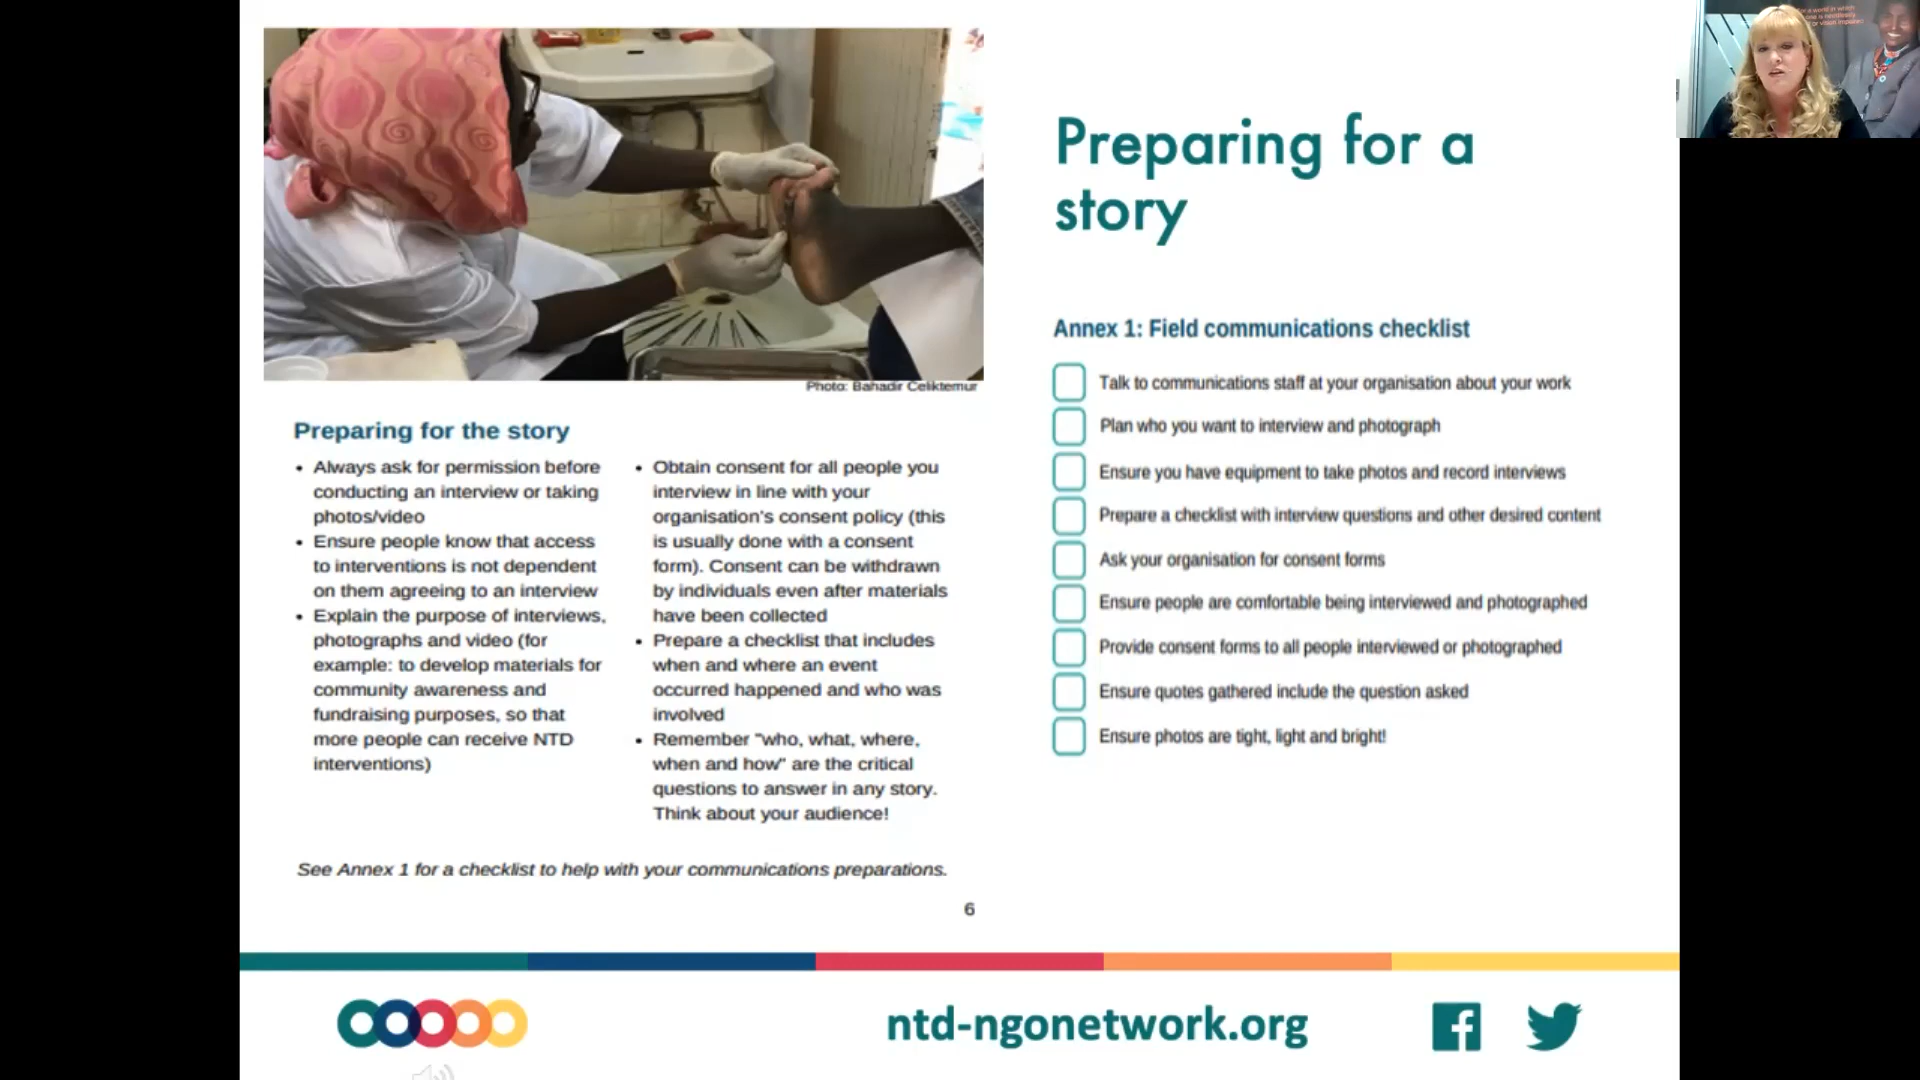 Photo: Bahadir Celiktemur
Preparing for the story
• Always ask for permission before
conducting an interview or taking
photos/video
• Ensure people know that access
to interventions is not dependent
on them agreeing to an interview
• Explain the purpose of interviews,
photographs and video (for
example: to develop materials for
community awareness and
fundraising purposes, so that
more people can receive NTD
interventions)
• Obtain consent for all people you
interview in line with your
organisation's consent policy (this
is usually done with a consent
form). Consent can be withdrawn
by individuals even after materials
have been collected
• Prepare a checklist that includes
when and where an event
occurred happened and who was
involved
• Remember "who, what, where,
when and how" are the critical
questions to answer in any story.
Think about your audience!
See Annex 1 for a checklist to help with your communications preparations.
6
Preparing for a
story
Annex 1: Field communications checklist
Talk to communications staff at your organisation about your work
Plan who you want to interview and photograph
Ensure you have equipment to take photos and record interviews
Prepare a checklist with interview questions and other desired content
Ask your organisation for consent forms
Ensure people are comfortable being interviewed and photographed
Provide consent forms to all people interviewed or photographed
Ensure quotes gathered include the question asked
Ensure photos are tight, light and bright!
for a world in which
ntd-ngonetwork.org